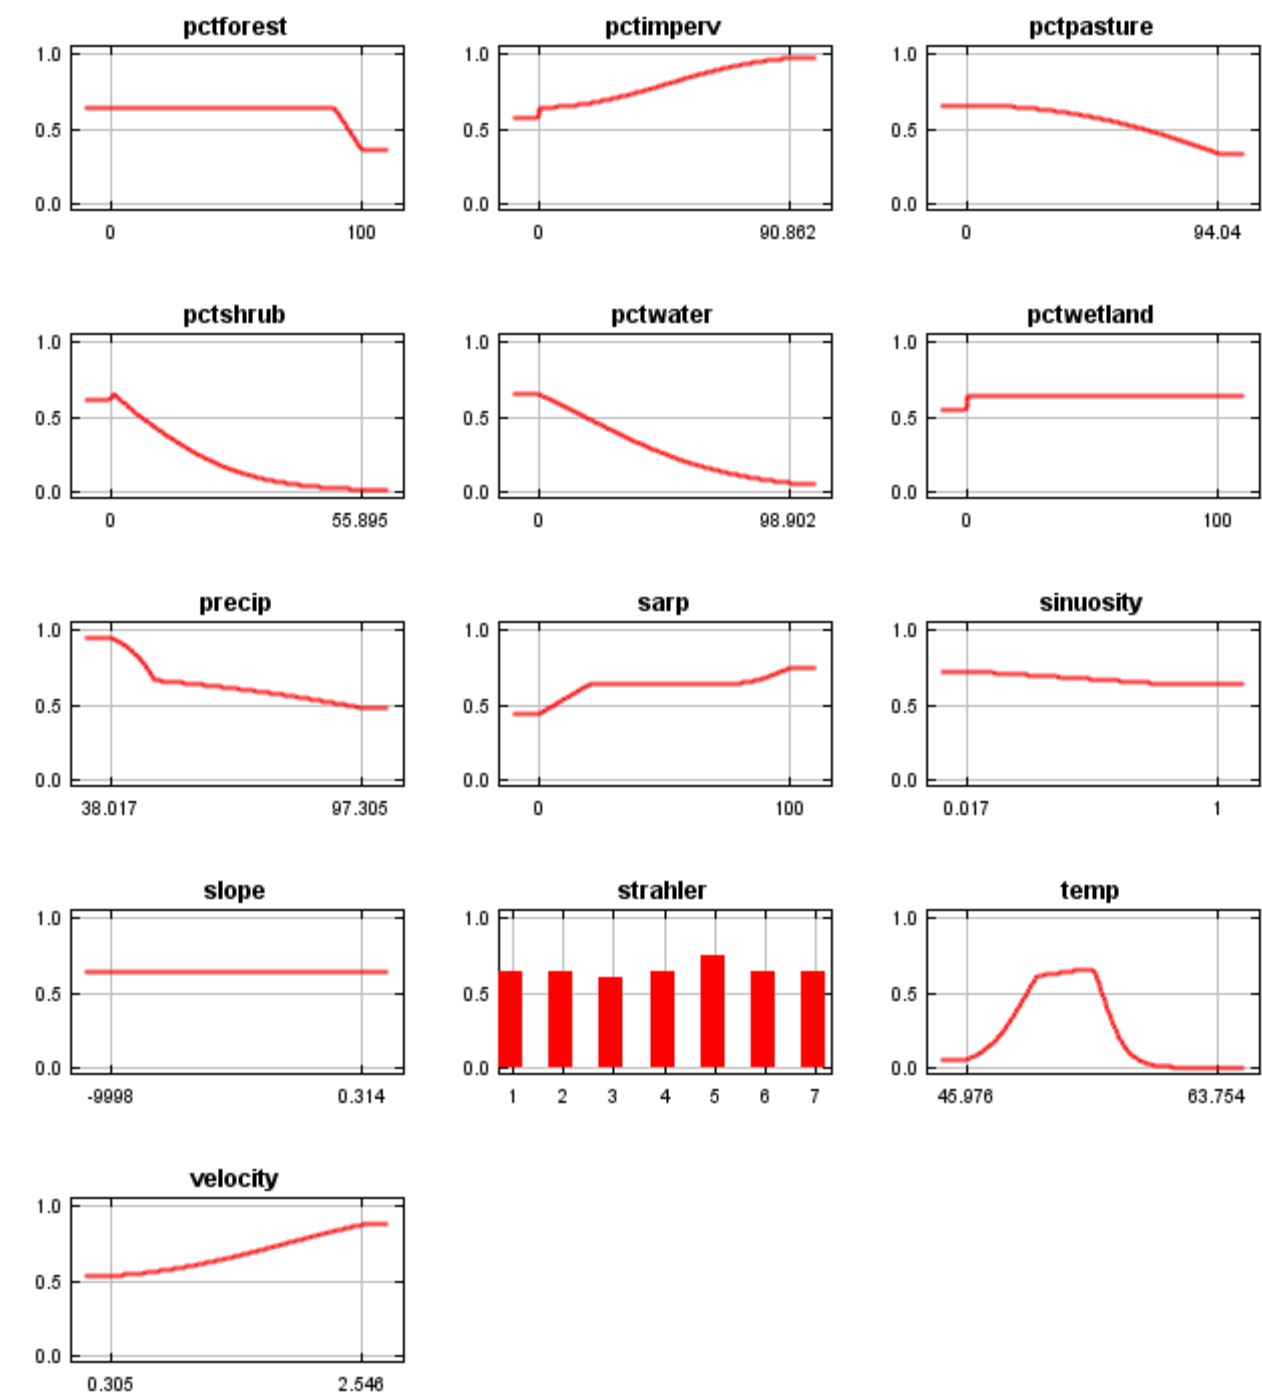 pctforest pctimperv pctpasture
1.0 1.0 1.0
0.5 0.5 0.5
0.0 0.0 0.0
0 100 0 90.862 0 94.04
pctshrub pctwater pctwetland
1.0 1.0 1.0
0.5 0.5 0.5
0.0 0.0 0.0
0 55.895 0 98.902 0 100
precip sarp sinuosity
1.0 1.0 1.0
0.5 0.5 0.5
0.0 0.0 0.0
38.017 97.305 0 100 0.017 1
slope strahler temp
1.0 1.0 1.0
0.5 0.5 0.5
0.0 0.0 0.0
-9998 0.314 1 2 3 4 5 6 7 45.976 63.754
velocity
1.0
0.5
0.0
0.305 2.546